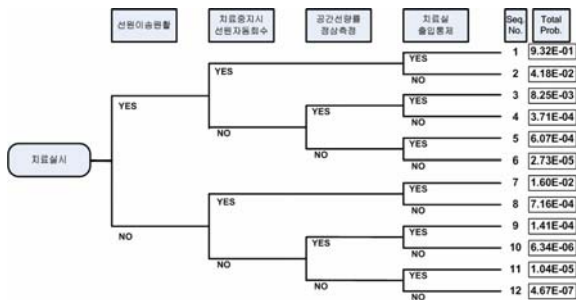 선원이송원활
치료중지시
선원자동회수
공간선량률
정상측정
치료실
출입통제
Seq.
No.
Total
Prob.
YES
1 9.32E-01
YES
NO
2 4.18E-02
YES
YES
3 8.25E-03
YES
NO
4 3.71E-04
NO
YES
5 6.07E-04
NO
NO
6 2.73E-05
치료실시
YES
7 1.60E-02
YES
NO
8 7.16E-04
NO
YES
9 1.41E-04
YES
NO
10 6.34E-06
NO
YES
11 1.04E-05
NO
NO
12 4.67E-07